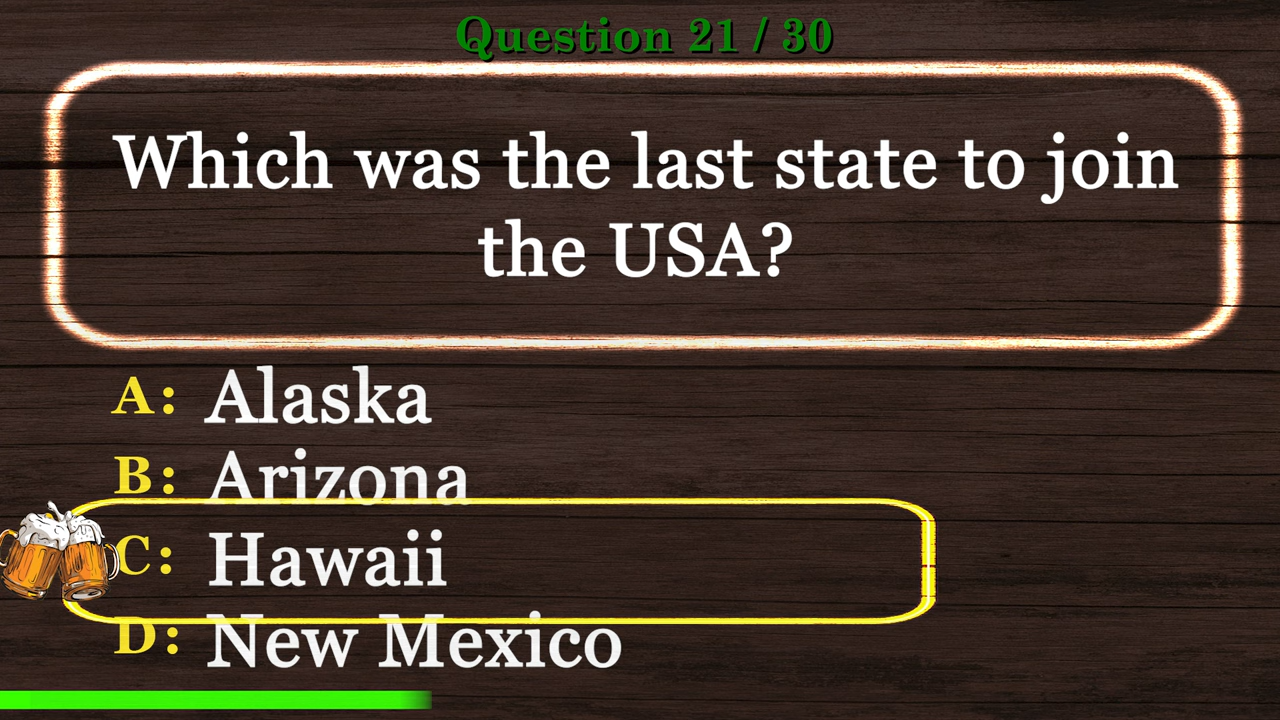 Question 21 / 30
Which was the last state to join
the USA?
A: Alaska
B: Arizona
C: Hawaii
D: New Mexico